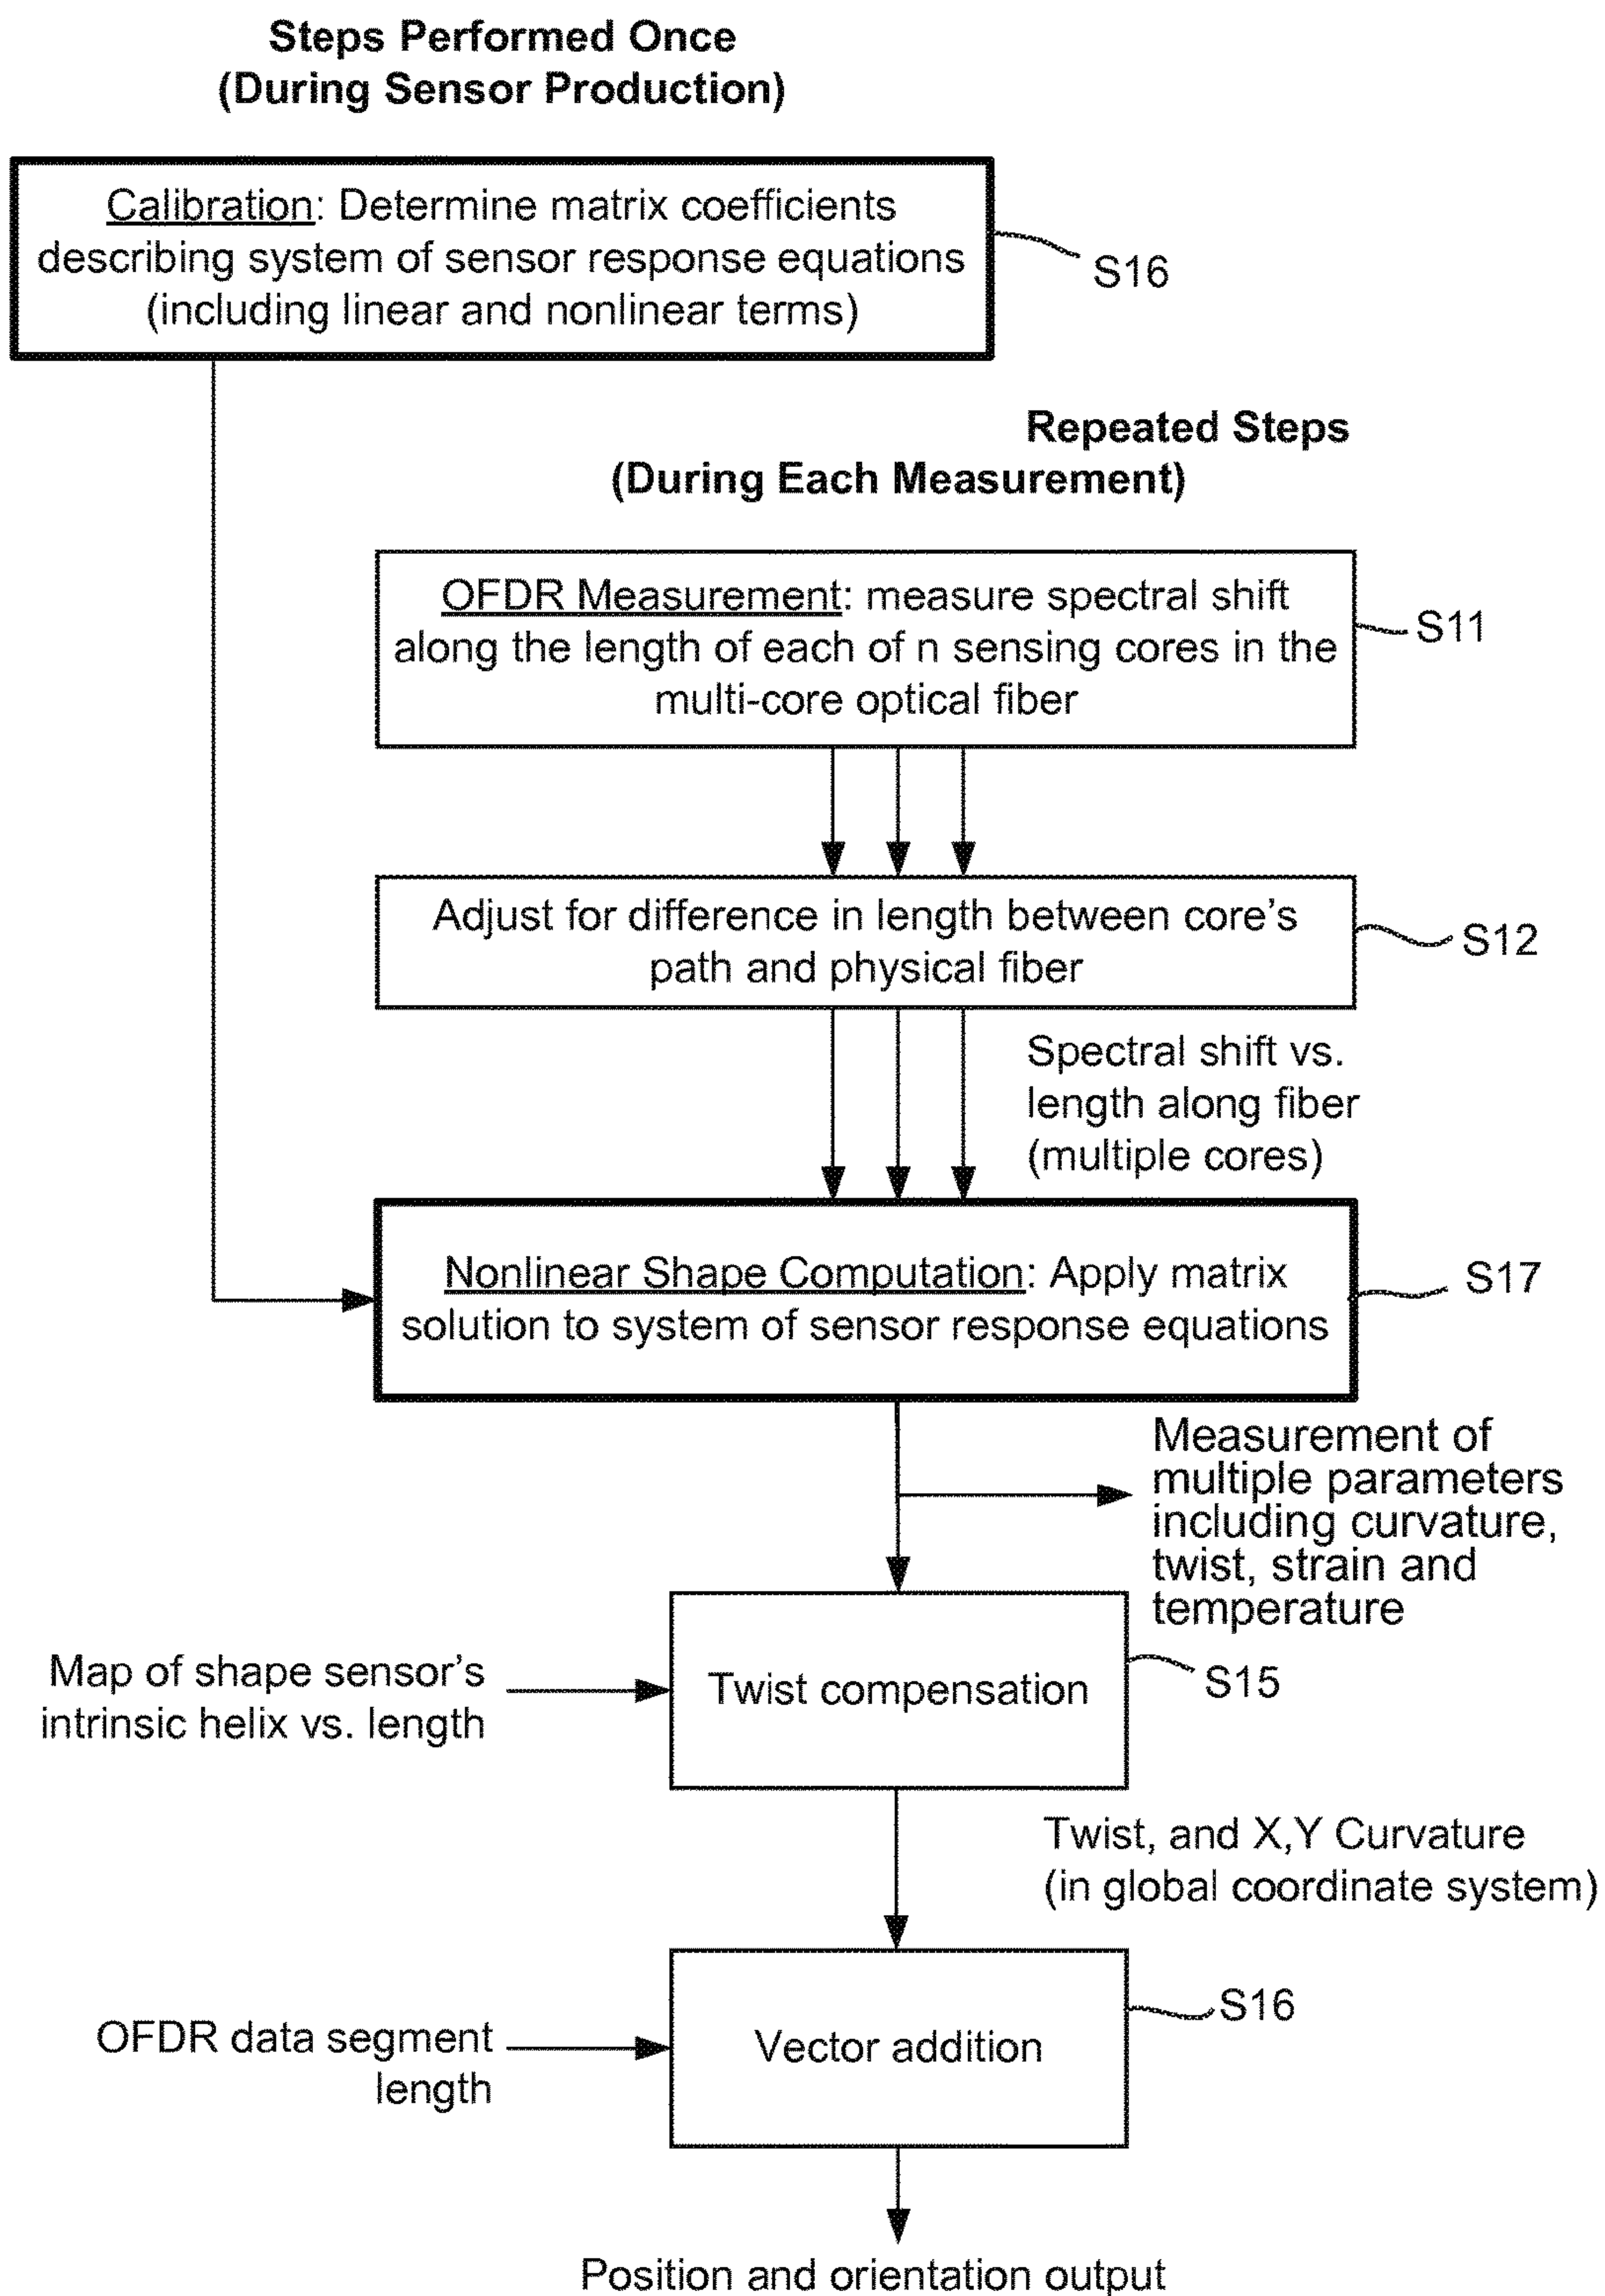 Steps Performed Once
(During Sensor Production)
Calibration: Determine matrix coefficients
describing system of sensor response equations
(including linear and nonlinear terms)
S16
Repeated Steps
(During Each Measurement)
OFDR Measurement: measure spectral shift
along the length of each of n sensing cores in the
multi-core optical fiber
S11
Adjust for difference in length between core's
path and physical fiber
S12
Spectral shift vs.
length along fiber
(multiple cores)
Nonlinear Shape Computation: Apply matrix
solution to system of sensor response equations
S17
Measurement of
multiple parameters
including curvature,
twist, strain and
temperature
Map of shape sensor's
intrinsic helix vs. length
Twist compensation
S15
Twist, and X,Y Curvature
(in global coordinate system)
OFDR data segment
length
Vector addition
S16
Position and orientation output